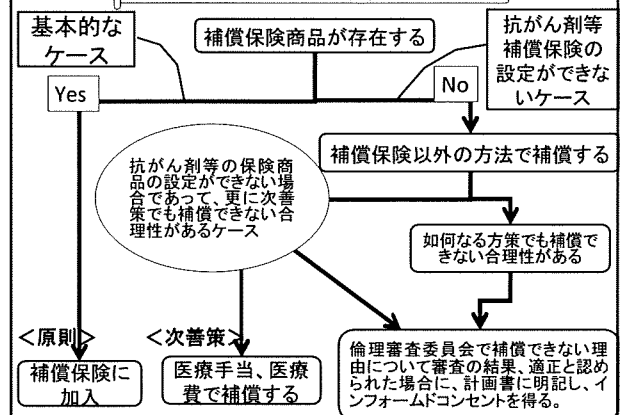 基本的な
ケース
補償保険商品が存在する
抗がん剤等
補償保険の
設定ができな
いケース
Yes
No
補償保険以外の方法で補償する
抗がん剤等の保険商
品の設定ができない場
合であって、更に次善
策でも補償できない合
理性があるケース
如何なる方策でも補償で
きない合理性がある
＜原則＞
＜次善策＞
補償保険に
加入
医療手当、医療
費で補償する
倫理審査委員会で補償できない理
由について審査の結果、適正と認め
られた場合に、計画書に明記し、イ
ンフォームドコンセントを得る。